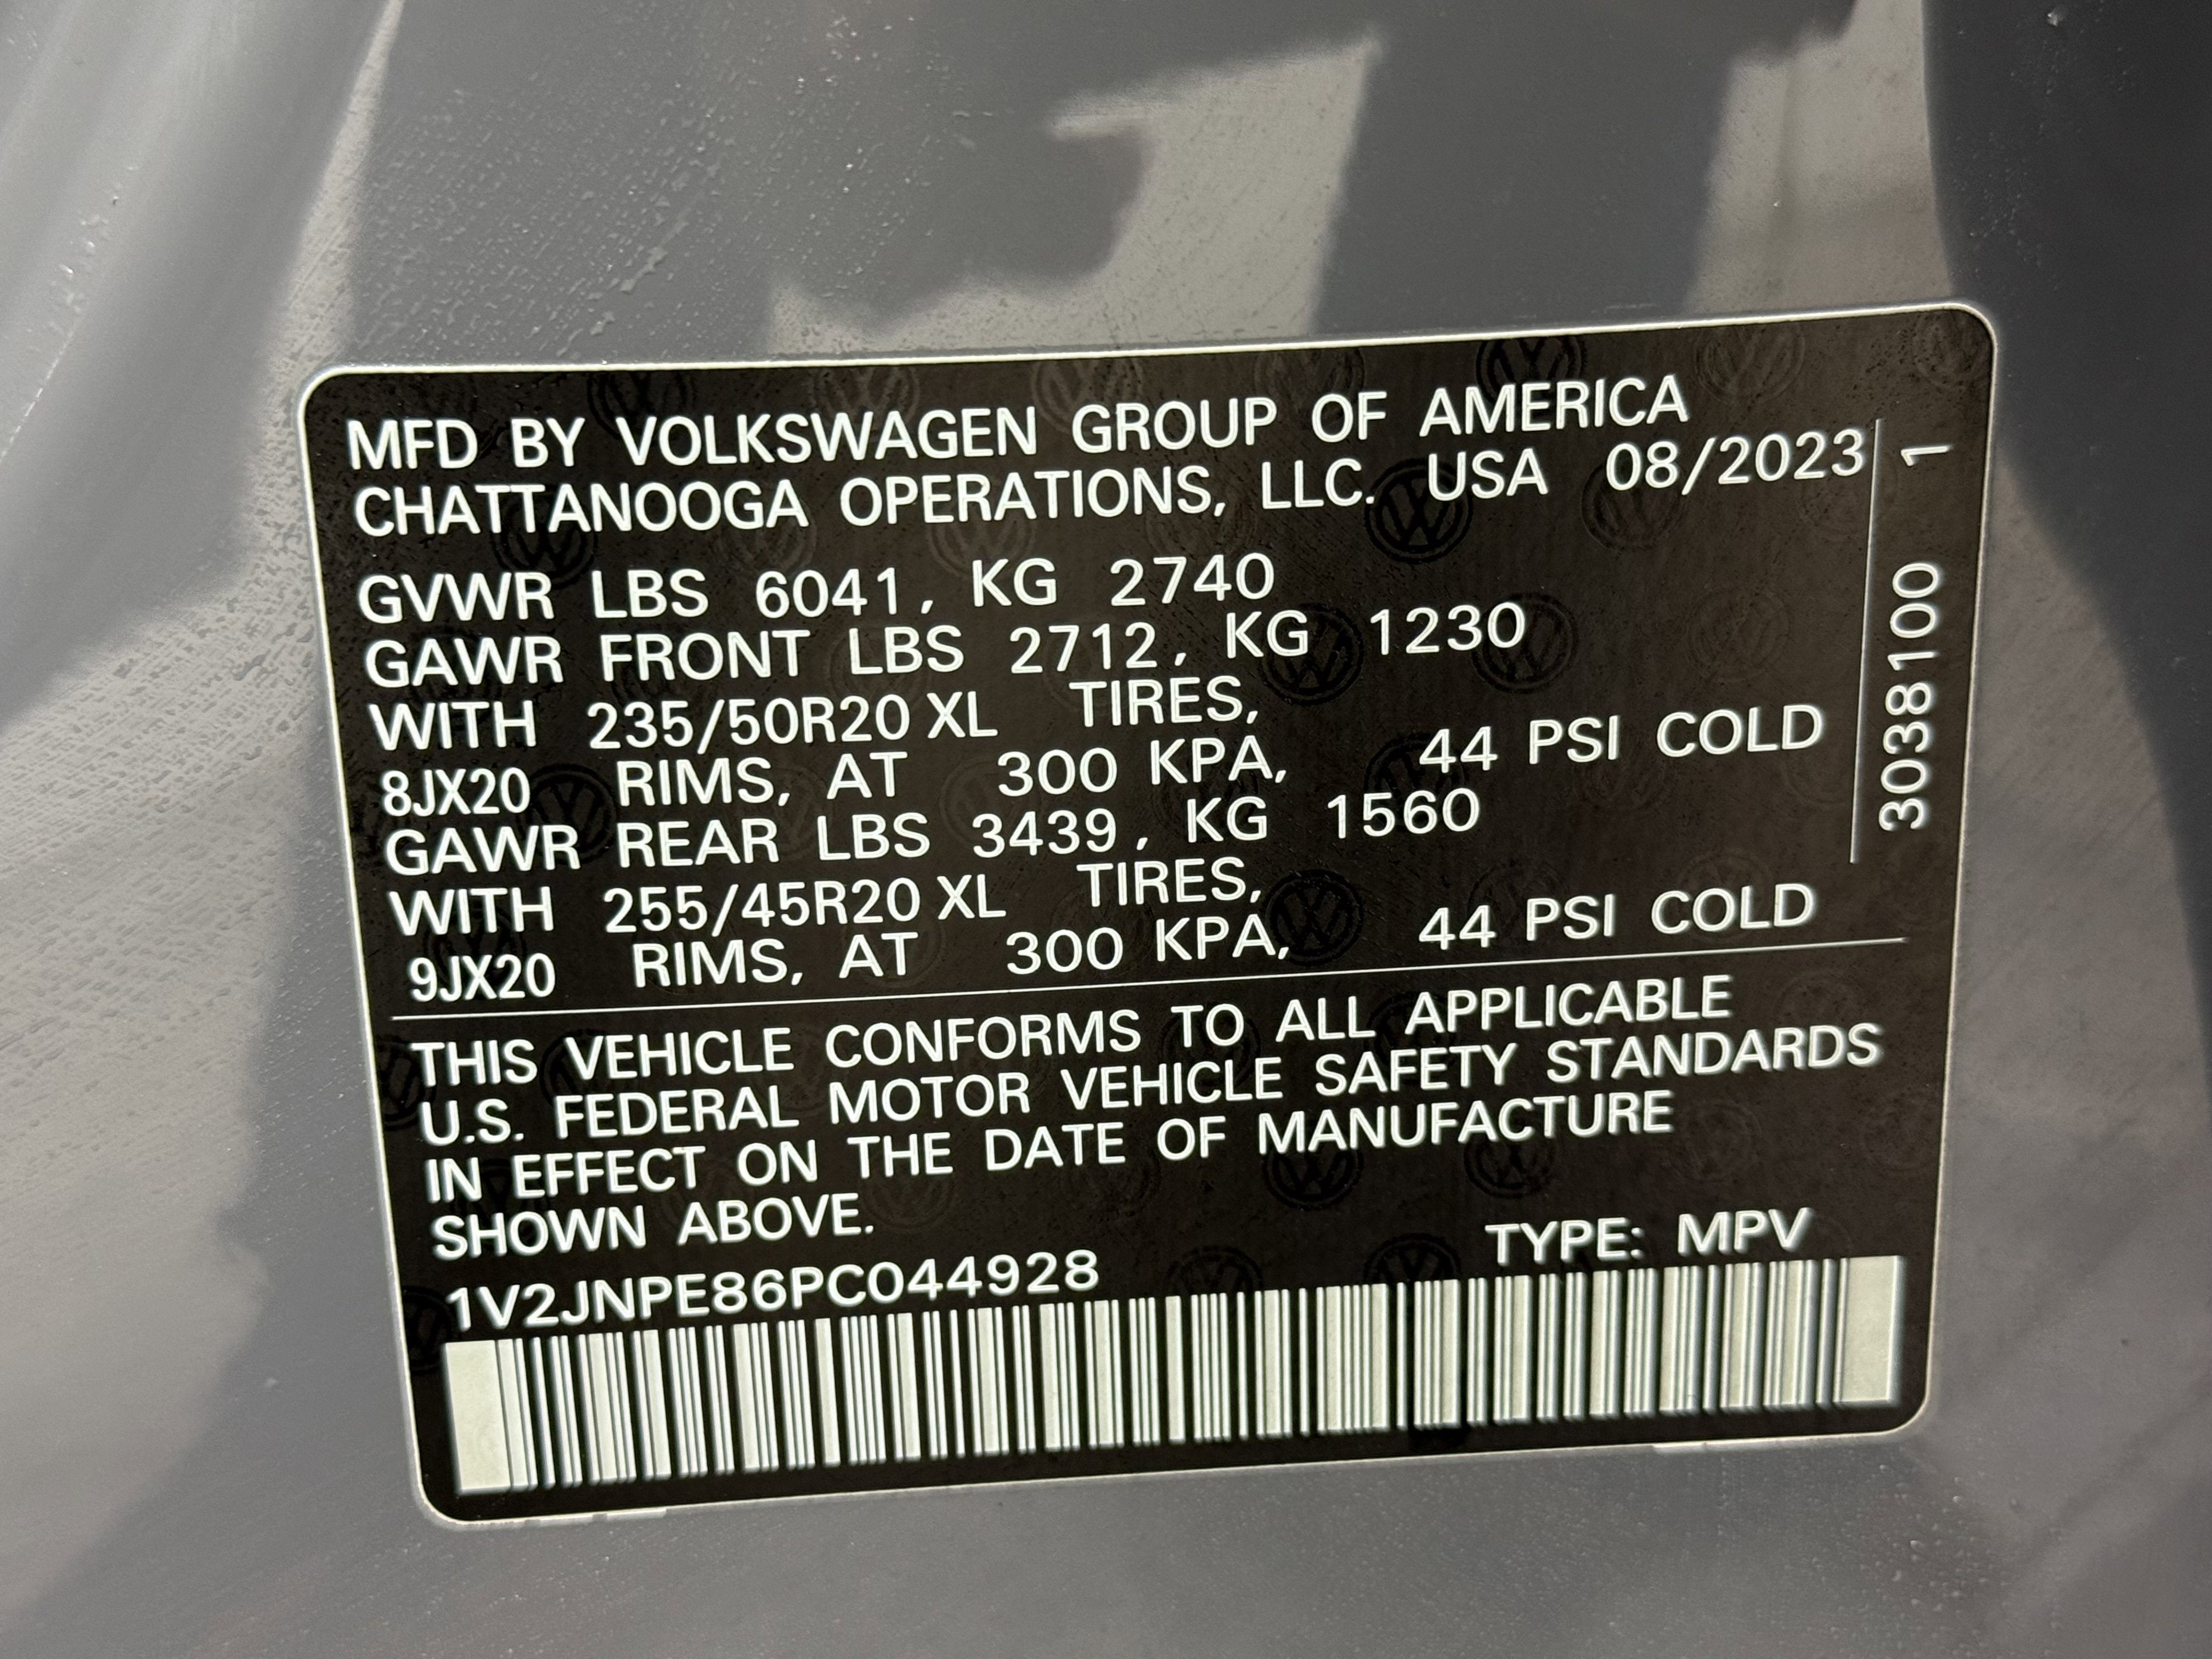 MFD BY VOLKSWAGEN GROUP OF AMERICA
CHATTANOOGA OPERATIONS, LLC. USA 08/2023
GVWR LBS 6041, KG 2740
GAWR FRONT LBS 2712, KG 1230
WITH 235/50R20 XL TIRES,
8JX20 RIMS, AT 300 KPA, 44 PSI COLD
GAWR REAR LBS 3439, KG 1560
WITH 255/45R20 XL TIRES,
9JX20 RIMS, AT 300 KPA, 44 PSI COLD
3038100 1
THIS VEHICLE CONFORMS TO ALL APPLICABLE
U.S. FEDERAL MOTOR VEHICLE SAFETY STANDARDS
IN EFFECT ON THE DATE OF MANUFACTURE
SHOWN ABOVE.
TYPE: MPV
1V2JNPE86PC044928